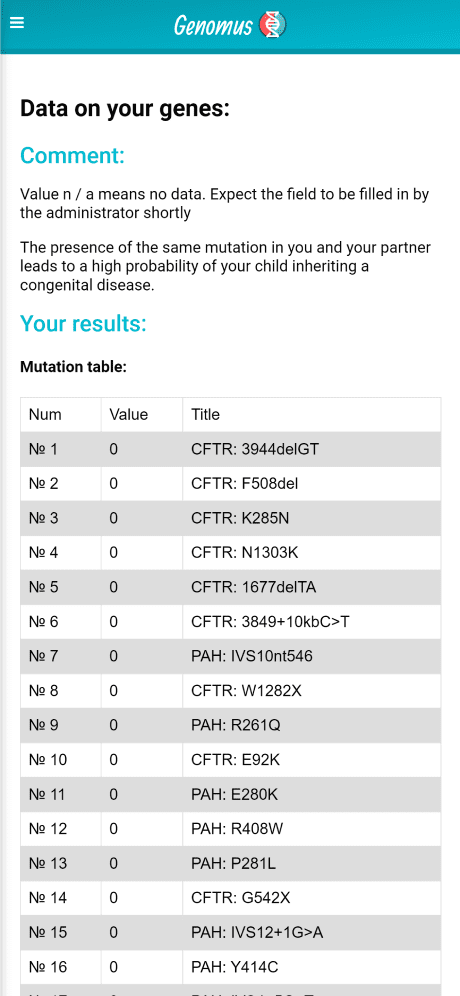 Genomus
Data on your genes:
Comment:
Value n / a means no data. Expect the field to be filled in by
the administrator shortly
The presence of the same mutation in you and your partner
leads to a high probability of your child inheriting a
congenital disease.
Your results:
Mutation table:
Num Value Title
№ 1 0 CFTR: 3944delGT
№ 2 0 CFTR: F508del
№ 3 0 CFTR: K285N
№ 4 0 CFTR: N1303K
№ 5 0 CFTR: 1677delTA
№ 6 0 CFTR: 3849+10kbC>T
№ 7 0 PAH: IVS10nt546
№ 8 0 CFTR: W1282X
№ 9 0 PAH: R261Q
№ 10 0 CFTR: E92K
№ 11 0 PAH: E280K
№ 12 0 PAH: R408W
№ 13 0 PAH: P281L
№ 14 0 CFTR: G542X
№ 15 0 PAH: IVS12+1G>A
№ 16 0 PAH: Y414C